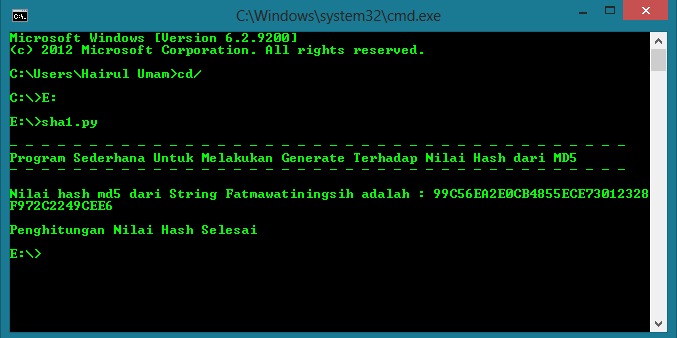 C:\Windows\system32\cmd.exe
Microsoft Windows [Version 6.2.9200]
(c) 2012 Microsoft Corporation. All rights reserved.
C:\Users\Hairul Umam>cd/
C:\>E:
E:\>sha1.py
- - - - - - - - - - - - - - - - - - - - - - - - - - - - - - - - - - - - - - -
Program Sederhana Untuk Melakukan Generate Terhadap Nilai Hash dari MD5
- - - - - - - - - - - - - - - - - - - - - - - - - - - - - - - - - - - - - - -
Nilai hash md5 dari String Fatmawatiningsih adalah : 99C56EA2E0CB4855ECE73012328
F972C2249CEE6
Penghitungan Nilai Hash Selesai
E:\>